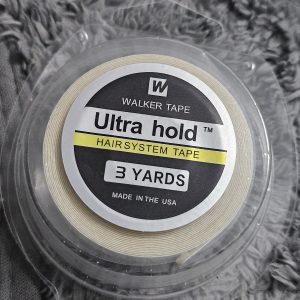 W
WALKER TAPE
Ultra hold™
HAIRSYSTEM TAPE
3 YARDS
MADE IN THE USA